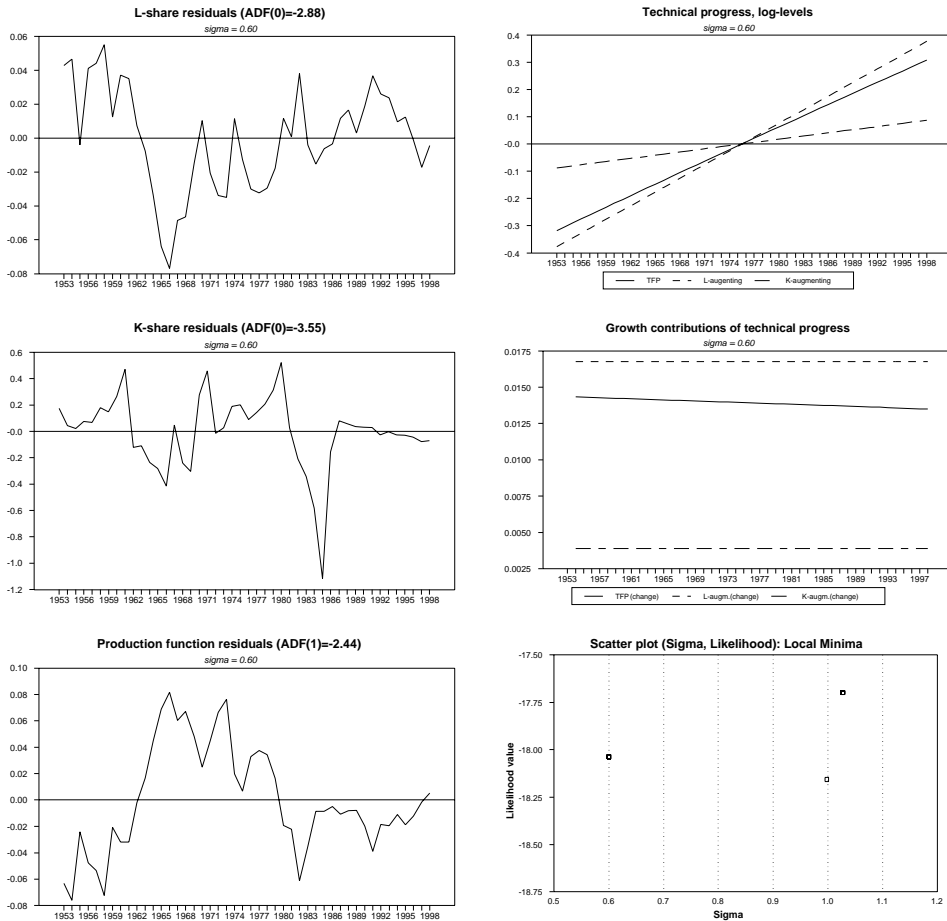 L-share residuals (ADF(0)=-2.88)
sigma = 0.60
0.06
0.04
0.02
0.00
-0.02
-0.04
-0.06
-0.08
1953 1956 1959 1962 1965 1968 1971 1974 1977 1980 1983 1986 1989 1992 1995 1998
Technical progress, log-levels
sigma = 0.60
0.4
0.3
0.2
0.1
-0.0
-0.1
-0.2
-0.3
-0.4
1953 1956 1959 1962 1965 1968 1971 1974 1977 1980 1983 1986 1989 1992 1995 1998
TFP L-augenting K-augmenting
K-share residuals (ADF(0)=-3.55)
sigma = 0.60
0.6
0.4
0.2
-0.0
-0.2
-0.4
-0.6
-0.8
-1.0
-1.2
1953 1956 1959 1962 1965 1968 1971 1974 1977 1980 1983 1986 1989 1992 1995 1998
Growth contributions of technical progress
sigma = 0.60
0.0175
0.0150
0.0125
0.0100
0.0075
0.0050
0.0025
1953 1957 1961 1965 1969 1973 1977 1981 1985 1989 1993 1997
TFP (change) L-augm.(change) K-augm.(change)
Production function residuals (ADF(1)=-2.44)
sigma = 0.60
0.10
0.08
0.06
0.04
0.02
0.00
-0.02
-0.04
-0.06
-0.08
1953 1956 1959 1962 1965 1968 1971 1974 1977 1980 1983 1986 1989 1992 1995 1998
Scatter plot (Sigma, Likelihood): Local Minima
Likelihood value
-17.50
-17.75
-18.00
-18.25
-18.50
-18.75
0.5 0.6 0.7 0.8 0.9 1.0 1.1 1.2
Sigma